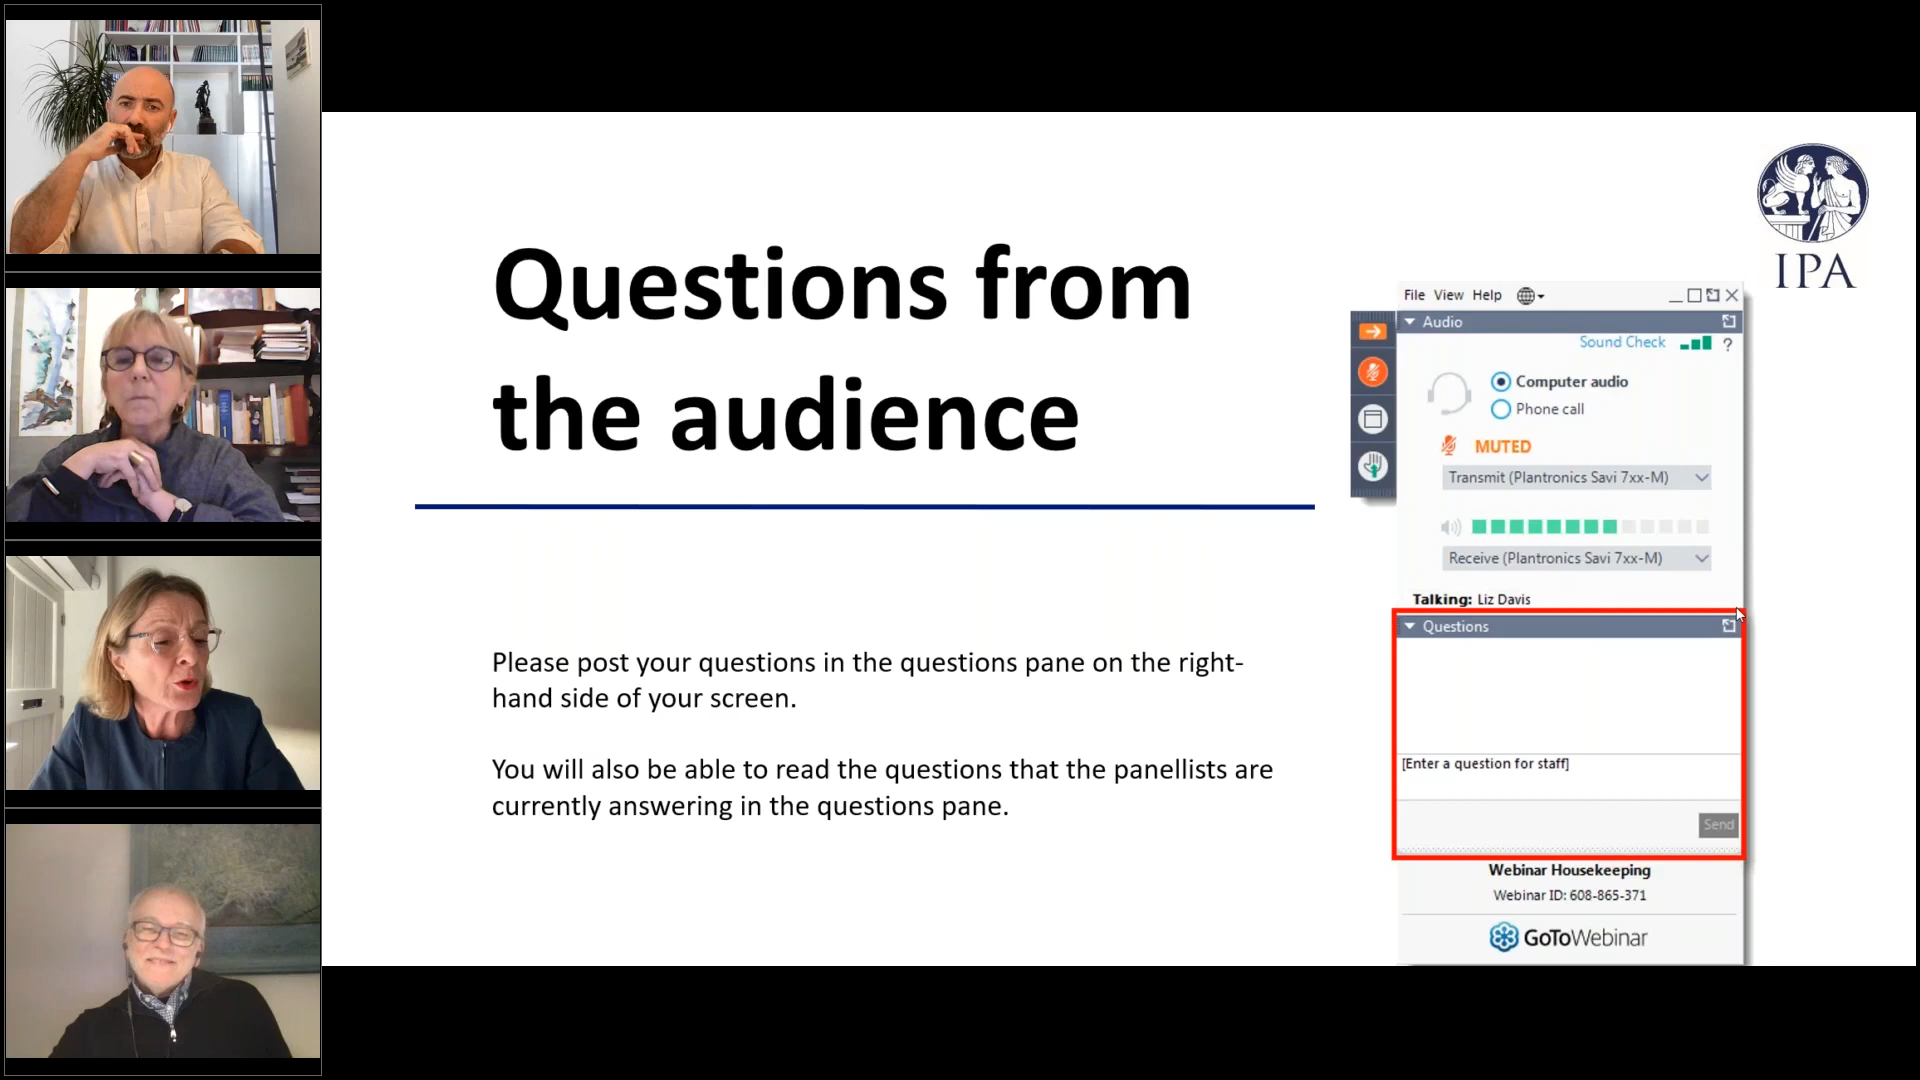 Questions from
the audience
Please post your questions in the questions pane on the right-
hand side of your screen.
You will also be able to read the questions that the panellists are
currently answering in the questions pane.
IPA
File View Help
Audio
Sound Check ?
Computer audio
Phone call
MUTED
Transmit (Plantronics Savi 7xx-M)
Receive (Plantronics Savi 7xx-M)
Talking: Liz Davis
Questions
[Enter a question for staff]
Send
Webinar Housekeeping
Webinar ID: 608-865-371
GoToWebinar